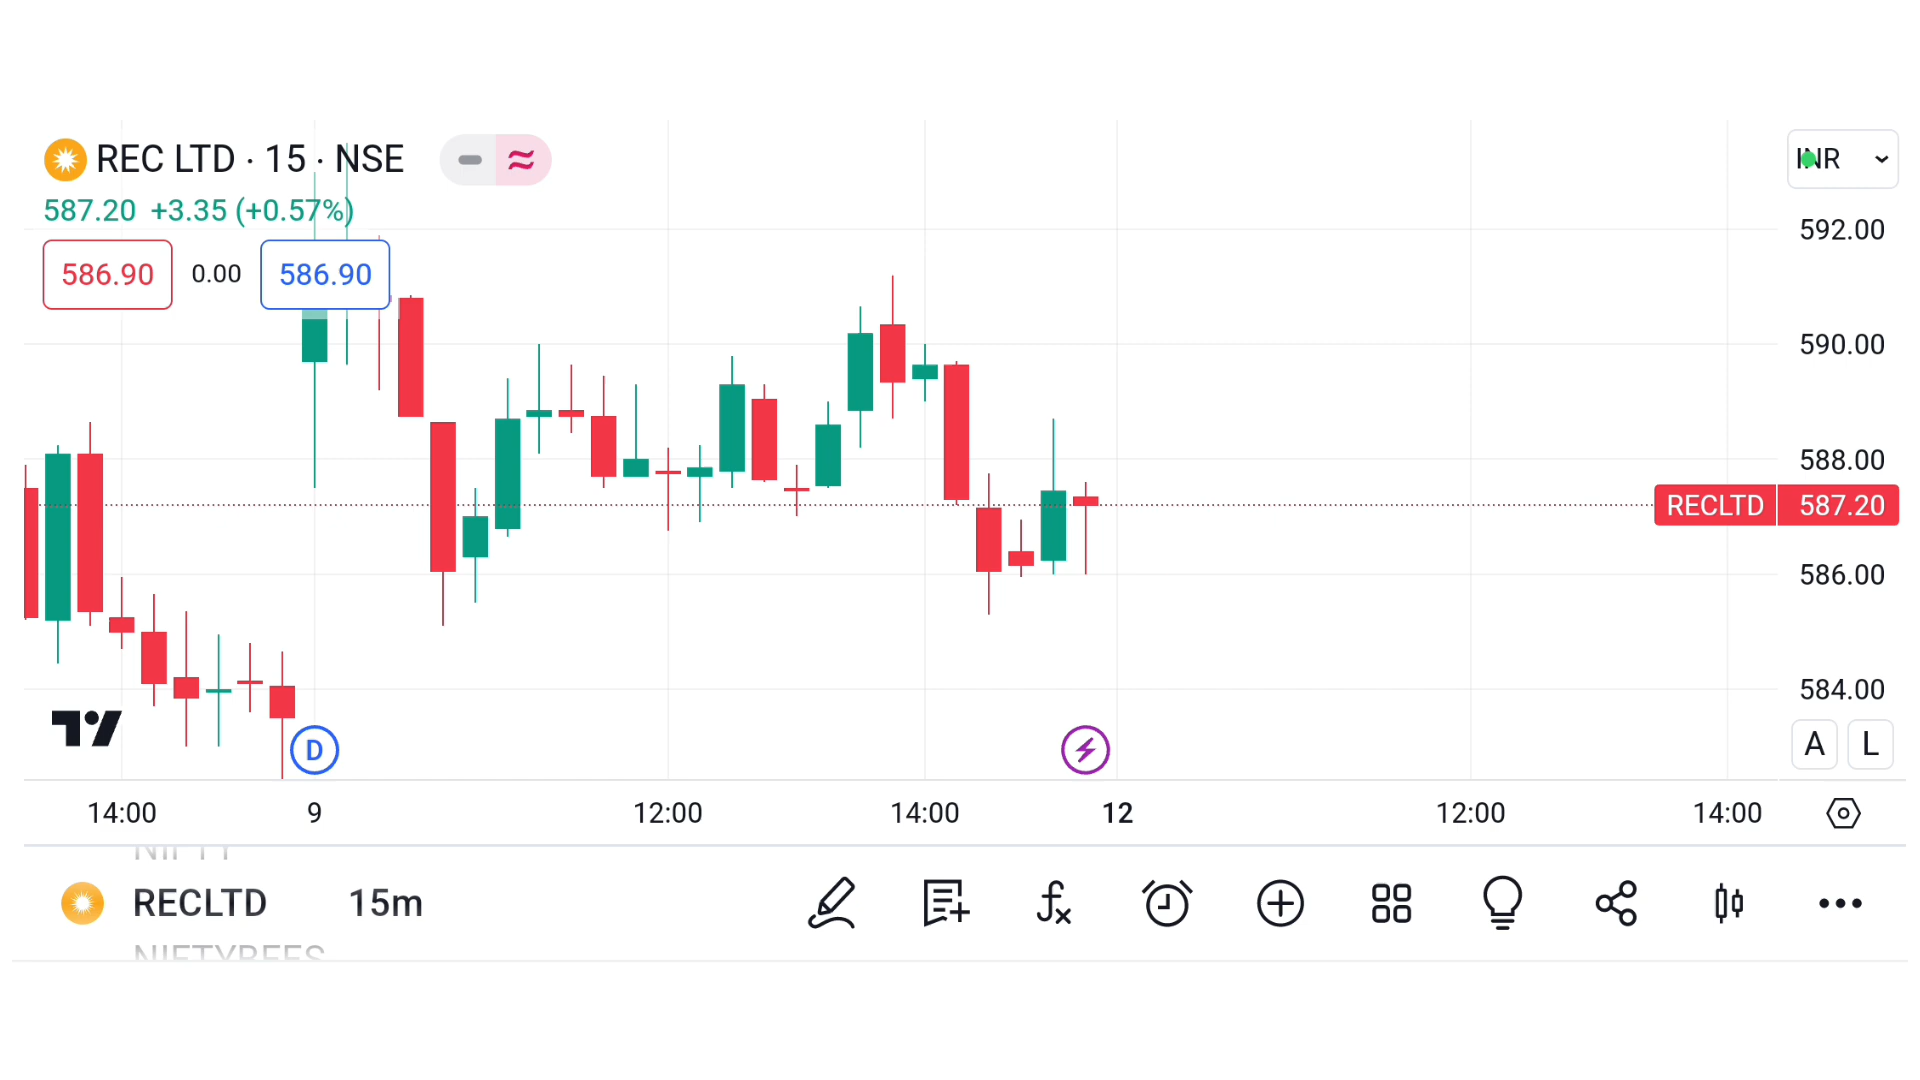 REC LTD · 15 · NSE
INR
587.20 +3.35 (+0.57%)
586.90 0.00 586.90
592.00
590.00
588.00
RECLTD 587.20
586.00
584.00
D
A L
14:00 9 12:00 14:00 12 12:00 14:00
NIFTY
RECLTD 15m
NIFTYBEES